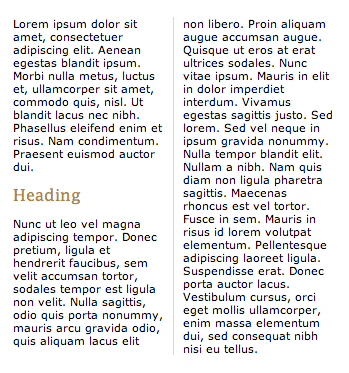 Lorem ipsum dolor sit
amet, consectetuer
adipiscing elit. Aenean
egestas blandit ipsum.
Morbi nulla metus, luctus
et, ullamcorper sit amet,
commodo quis, nisl. Ut
blandit lacus nec nibh.
Phasellus eleifend enim et
risus. Nam condimentum.
Praesent euismod auctor
dui.
Heading
Nunc ut leo vel magna
adipiscing tempor. Donec
pretium, ligula et
hendrerit faucibus, sem
velit accumsan tortor,
sodales tempor est ligula
non velit. Nulla sagittis,
odio quis porta nonummy,
mauris arcu gravida odio,
quis aliquam lacus elit
non libero. Proin aliquam
augue accumsan augue.
Quisque ut eros at erat
ultrices sodales. Nunc
vitae ipsum. Mauris in elit
in dolor imperdiet
interdum. Vivamus
egestas sagittis justo. Sed
lorem. Sed vel neque in
ipsum gravida nonummy.
Nulla tempor blandit elit.
Nullam a nibh. Nam quis
diam non ligula pharetra
sagittis. Maecenas
rhoncus est vel tortor.
Fusce in sem. Mauris in
risus id lorem volutpat
elementum. Pellentesque
adipiscing laoreet ligula.
Suspendisse erat. Donec
porta auctor lacus.
Vestibulum cursus, orci
eget mollis ullamcorper,
enim massa elementum
dui, sed consequat nibh
nisi eu tellus.